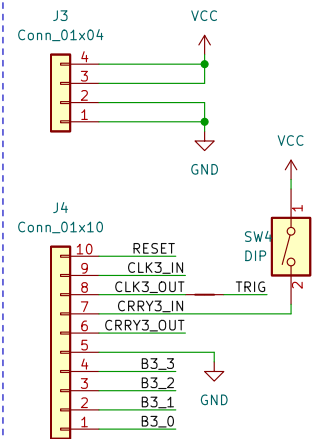 J3
Conn_01x04
VCC
4
3
2
1
GND
VCC
J4
Conn_01x10
1
SW4
DIP
2
10 RESET
9 CLK3_IN
8 CLK3_OUT TRIG
7 CRRY3_IN
6 CRRY3_OUT
5
4 B3_3
3 B3_2
2 B3_1
1 B3_0
GND